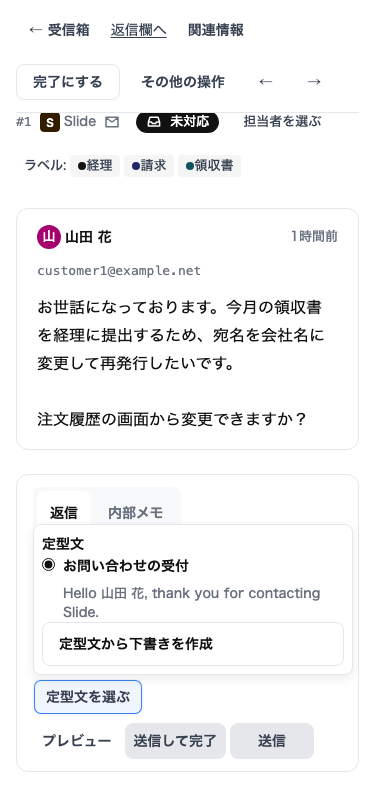 ← 受信箱 返信欄へ 関連情報
完了にする その他の操作 ← →
#1 S Slide 未対応 担当者を選ぶ
ラベル: 経理 請求 領収書
山 山田 花 1時間前
customer1@example.net
お世話になっております。今月の領収書
を経理に提出するため、宛名を会社名に
変更して再発行したいです。
注文履歴の画面から変更できますか？
返信 内部メモ
定型文
お問い合わせの受付
Hello 山田 花, thank you for contacting
Slide.
定型文から下書きを作成
定型文を選ぶ
プレビュー 送信して完了 送信